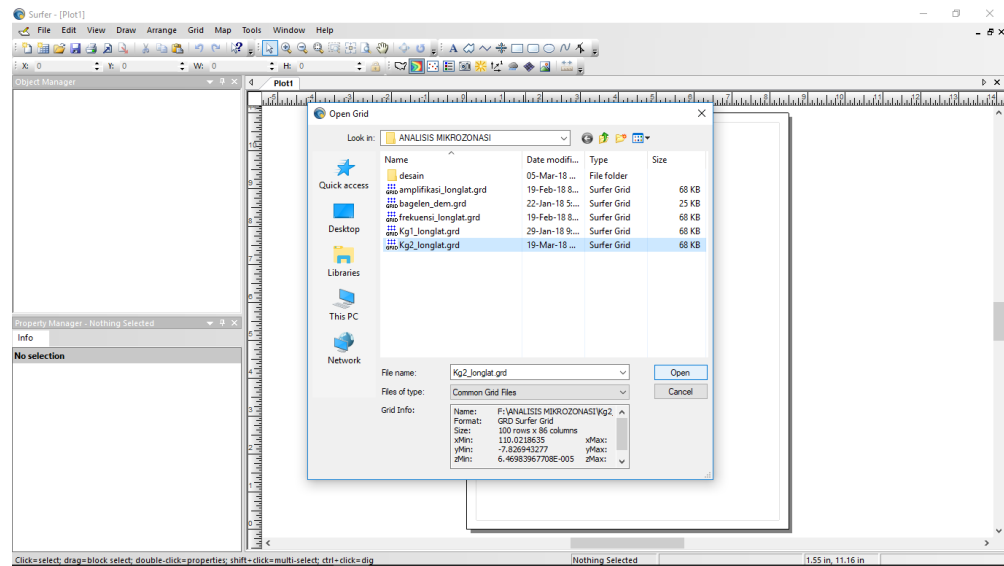 Surfer - [Plot1]
File Edit View Draw Arrange Grid Map Tools Window Help
X: 0 Y: 0 W: 0 H: 0
Object Manager
Plot1
Open Grid
Look in: ANALISIS MIKROZONASI
Name Date modifi... Type Size
desain 05-Mar-18 ... File folder
amplifikasi_longlat.grd 19-Feb-18 8... Surfer Grid 68 KB
bagelen_dem.grd 22-Jan-18 5:... Surfer Grid 25 KB
frekuensi_longlat.grd 19-Feb-18 8... Surfer Grid 68 KB
Kg1_longlat.grd 29-Jan-18 9:... Surfer Grid 68 KB
Kg2_longlat.grd 19-Mar-18 ... Surfer Grid 68 KB
Quick access
Desktop
Libraries
This PC
Network
File name: Kg2_longlat.grd Open
Files of type: Common Grid Files Cancel
Grid Info:
Name: F:\ANALISIS MIKROZONASI\Kg2_
Format: GRD Surfer Grid
Size: 100 rows x 86 columns
xMin: 110.0218635 xMax:
yMin: -7.826943277 yMax:
zMin: 6.46983967708E-005 zMax:
Property Manager - Nothing Selected
Info
No selection
Click=select; drag=block select; double-click=properties; shift+click=multi-select; ctrl+click=dig
Nothing Selected
1.55 in, 11.16 in